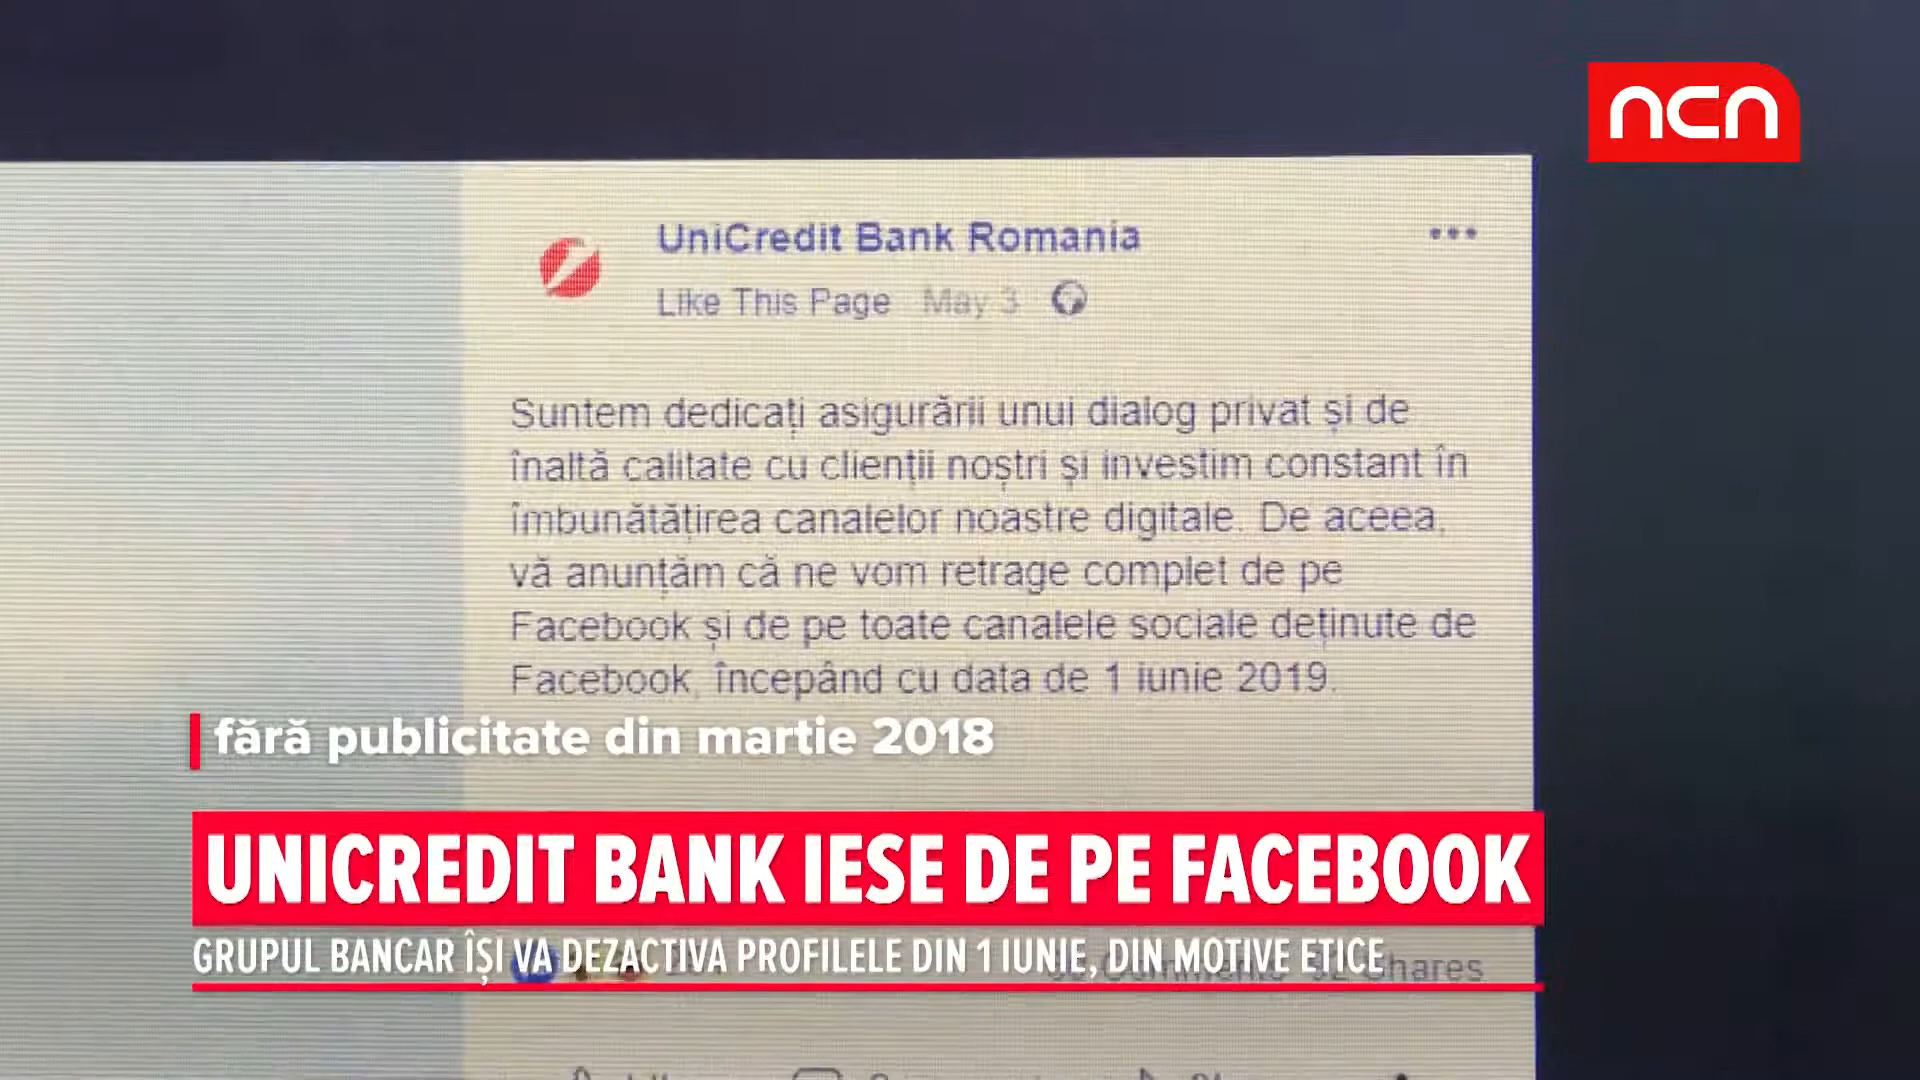 ncn
UniCredit Bank Romania
Like This Page May 3
Suntem dedicați asigurării unui dialog privat și de
înaltă calitate cu clienții noștri și investim constant în
îmbunătățirea canalelor noastre digitale. De aceea,
vă anunțăm că ne vom retrage complet de pe
Facebook și de pe toate canalele sociale deținute de
Facebook, începând cu data de 1 iunie 2019.
fără publicitate din martie 2018
UNICREDIT BANK IESE DE PE FACEBOOK
GRUPUL BANCAR ÎȘI VA DEZACTIVA PROFILELE DIN 1 IUNIE, DIN MOTIVE ETICE
Shares